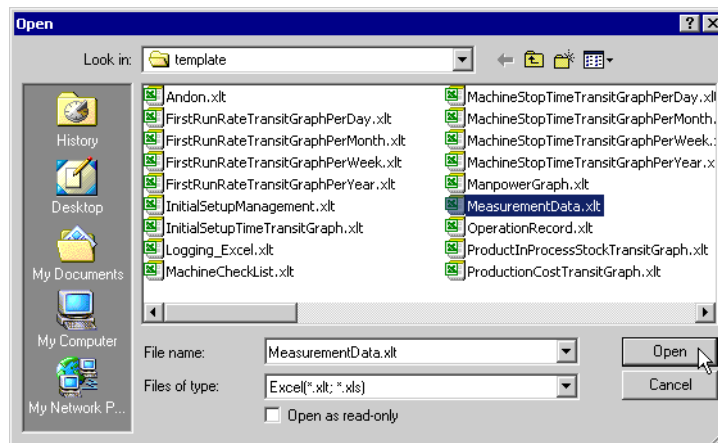 Open
Look in:
template
History
Desktop
My Documents
My Computer
My Network P...
Andon.xlt
FirstRunRateTransitGraphPerDay.xlt
FirstRunRateTransitGraphPerMonth.xlt
FirstRunRateTransitGraphPerWeek.xlt
FirstRunRateTransitGraphPerYear.xlt
InitialSetupManagement.xlt
InitialSetupTimeTransitGraph.xlt
Logging_Excel.xlt
MachineCheckList.xlt
MachineStopTimeTransitGraphPerDay.xl
MachineStopTimeTransitGraphPerMonth.
MachineStopTimeTransitGraphPerWeek.
MachineStopTimeTransitGraphPerYear.x
ManpowerGraph.xlt
MeasurementData.xlt
OperationRecord.xlt
ProductInProcessStockTransitGraph.xlt
ProductionCostTransitGraph.xlt
File name:
MeasurementData.xlt
Open
Files of type:
Excel(*.xlt; *.xls)
Cancel
Open as read-only